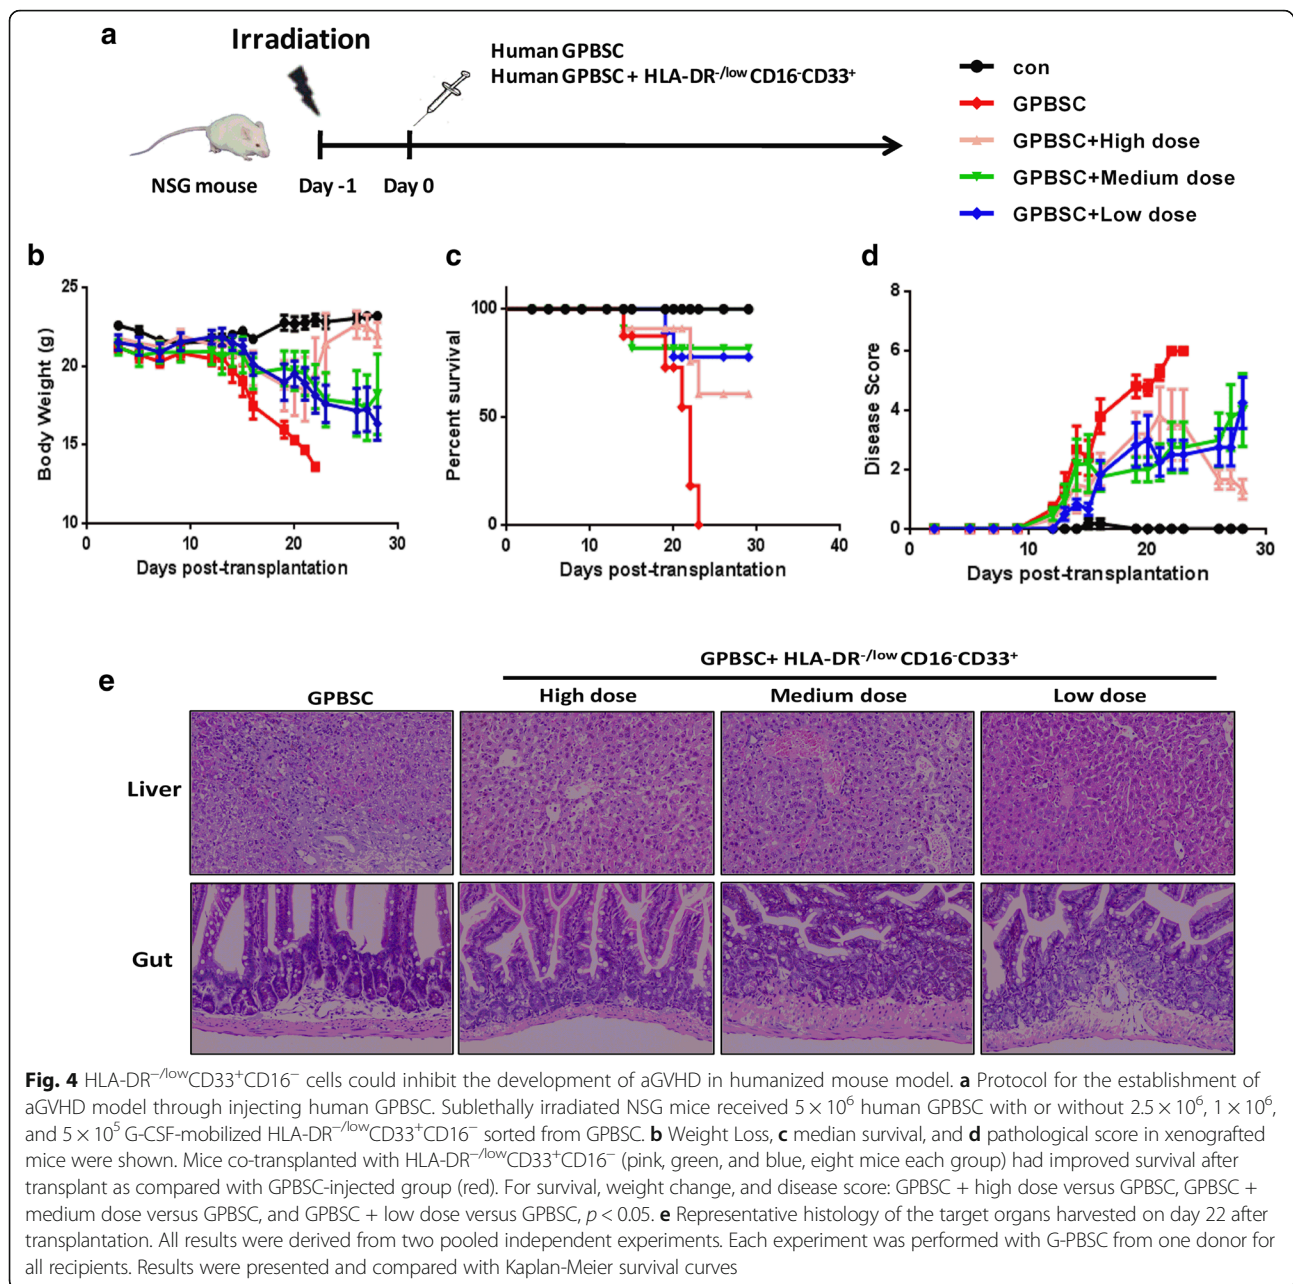 a
Irradiation
Human GPBSC
Human GPBSC + HLA-DR-/low CD16-CD33+
NSG mouse
Day -1
Day 0
con
GPBSC
GPBSC+High dose
GPBSC+Medium dose
GPBSC+Low dose
b
25
20
15
10
Body Weight (g)
0
10
20
30
Days post-transplantation
c
100
50
0
Percent survival
0
10
20
30
40
Days post-transplantation
d
8
6
4
2
0
Disease Score
0
10
20
30
Days post-transplantation
e
GPBSC+ HLA-DR-/low CD16-CD33+
GPBSC
High dose
Medium dose
Low dose
Liver
Gut
Fig. 4 HLA-DR−/lowCD33+CD16− cells could inhibit the development of aGVHD in humanized mouse model. a Protocol for the establishment of
aGVHD model through injecting human GPBSC. Sublethally irradiated NSG mice received 5 × 10⁶ human GPBSC with or without 2.5 × 10⁶, 1 × 10⁶,
and 5 × 10⁵ G-CSF-mobilized HLA-DR−/lowCD33+CD16− sorted from GPBSC. b Weight Loss, c median survival, and d pathological score in xenografted
mice were shown. Mice co-transplanted with HLA-DR−/lowCD33+CD16− (pink, green, and blue, eight mice each group) had improved survival after
transplant as compared with GPBSC-injected group (red). For survival, weight change, and disease score: GPBSC + high dose versus GPBSC, GPBSC +
medium dose versus GPBSC, and GPBSC + low dose versus GPBSC, p < 0.05. e Representative histology of the target organs harvested on day 22 after
transplantation. All results were derived from two pooled independent experiments. Each experiment was performed with G-PBSC from one donor for
all recipients. Results were presented and compared with Kaplan-Meier survival curves